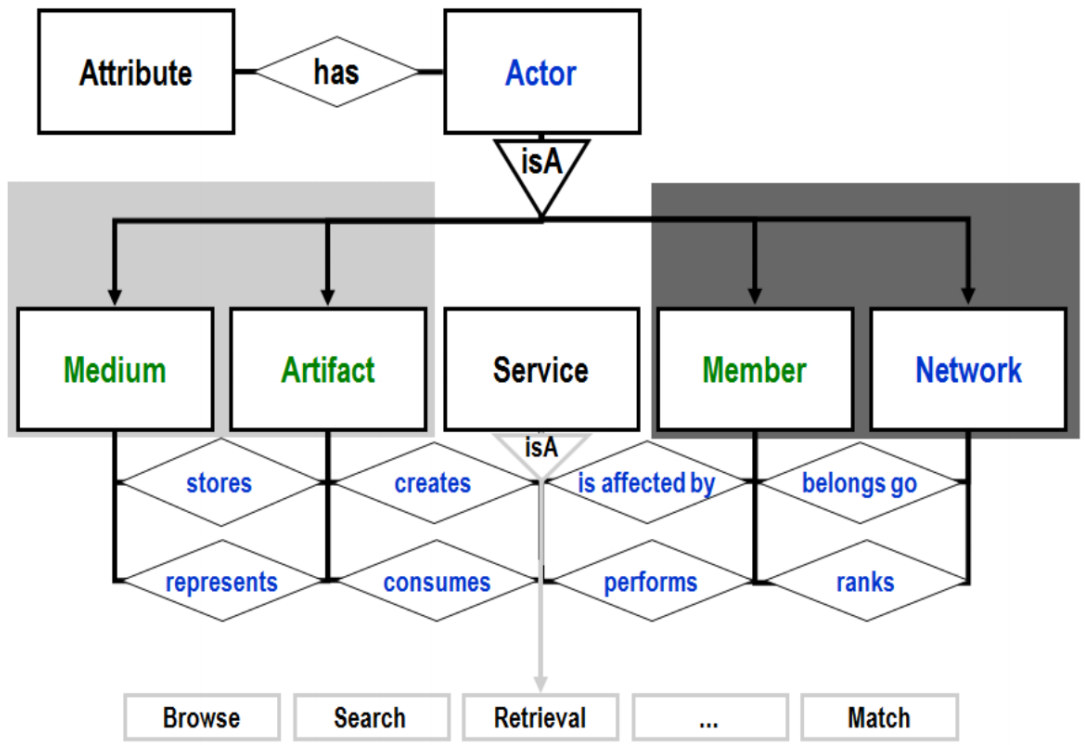 Attribute
has
Actor
isA
Medium
Artifact
Service
Member
Network
isA
stores
creates
is affected by
belongs go
represents
consumes
performs
ranks
Browse
Search
Retrieval
...
Match